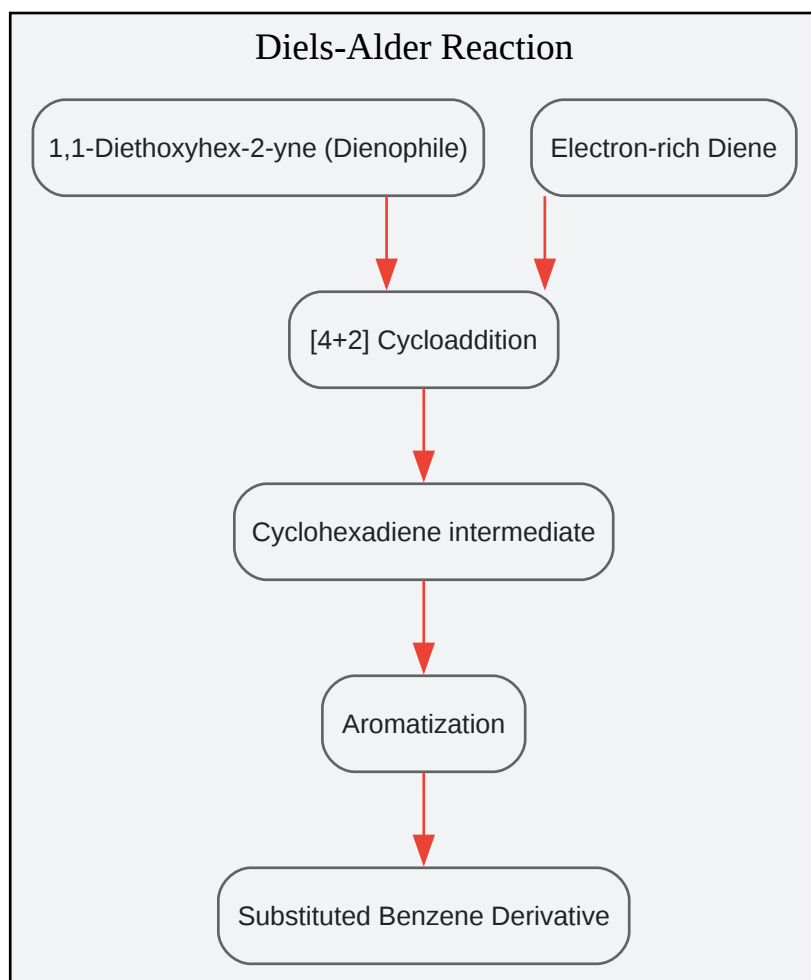 Diels-Alder Reaction
1,1-Diethoxyhex-2-yne (Dienophile)
Electron-rich Diene
[4+2] Cycloaddition
Cyclohexadiene intermediate
Aromatization
Substituted Benzene Derivative